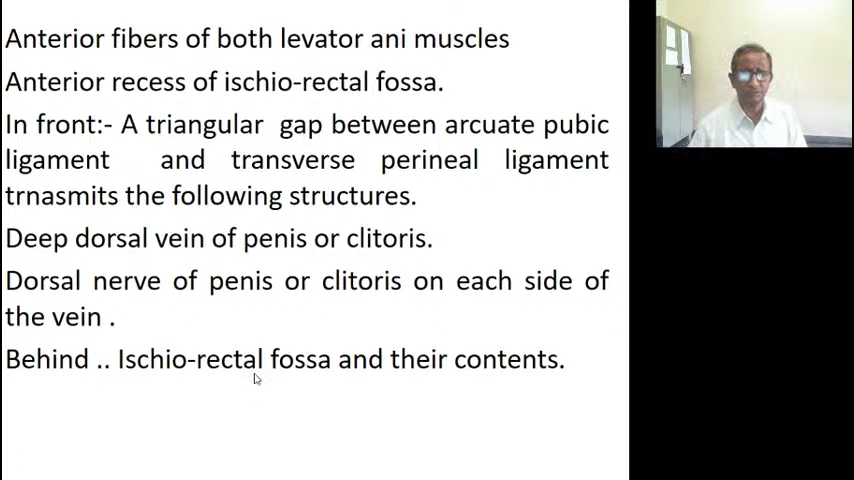 Anterior fibers of both levator ani muscles
Anterior recess of ischio-rectal fossa.
In front:- A triangular gap between arcuate pubic
ligament and transverse perineal ligament
trnasmits the following structures.
Deep dorsal vein of penis or clitoris.
Dorsal nerve of penis or clitoris on each side of
the vein .
Behind .. Ischio-rectal fossa and their contents.